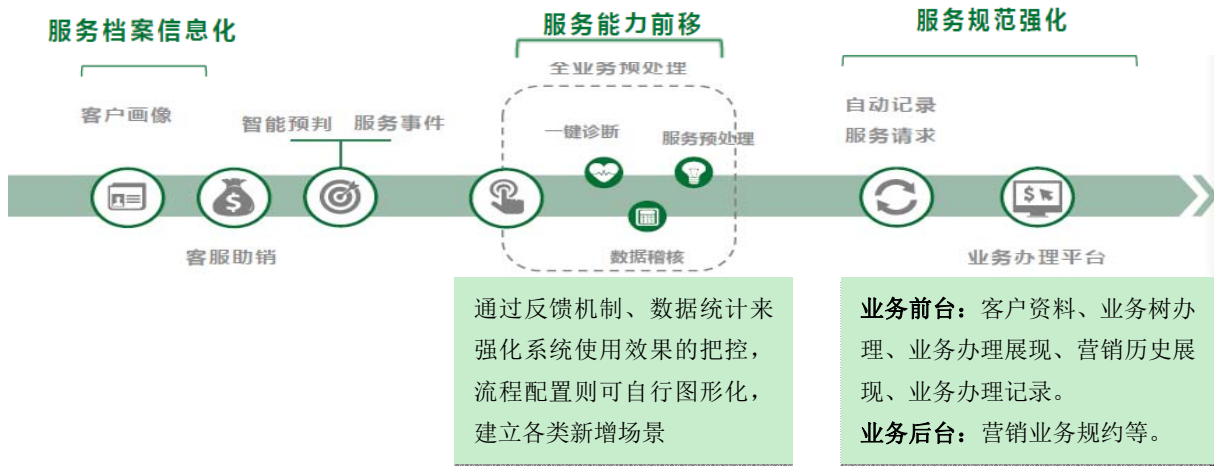 服务档案信息化
服务能力前移
服务规范强化
客户画像
智能预判 服务事件
客服助销
全业务预处理
一键诊断
服务预处理
数据稽核
自动记录
服务请求
业务办理平台
通过反馈机制、数据统计来
强化系统使用效果的把控，
流程配置则可自行图形化，
建立各类新增场景
业务前台：客户资料、业务树办
理、业务办理展现、营销历史展
现、业务办理记录。
业务后台：营销业务规约等。